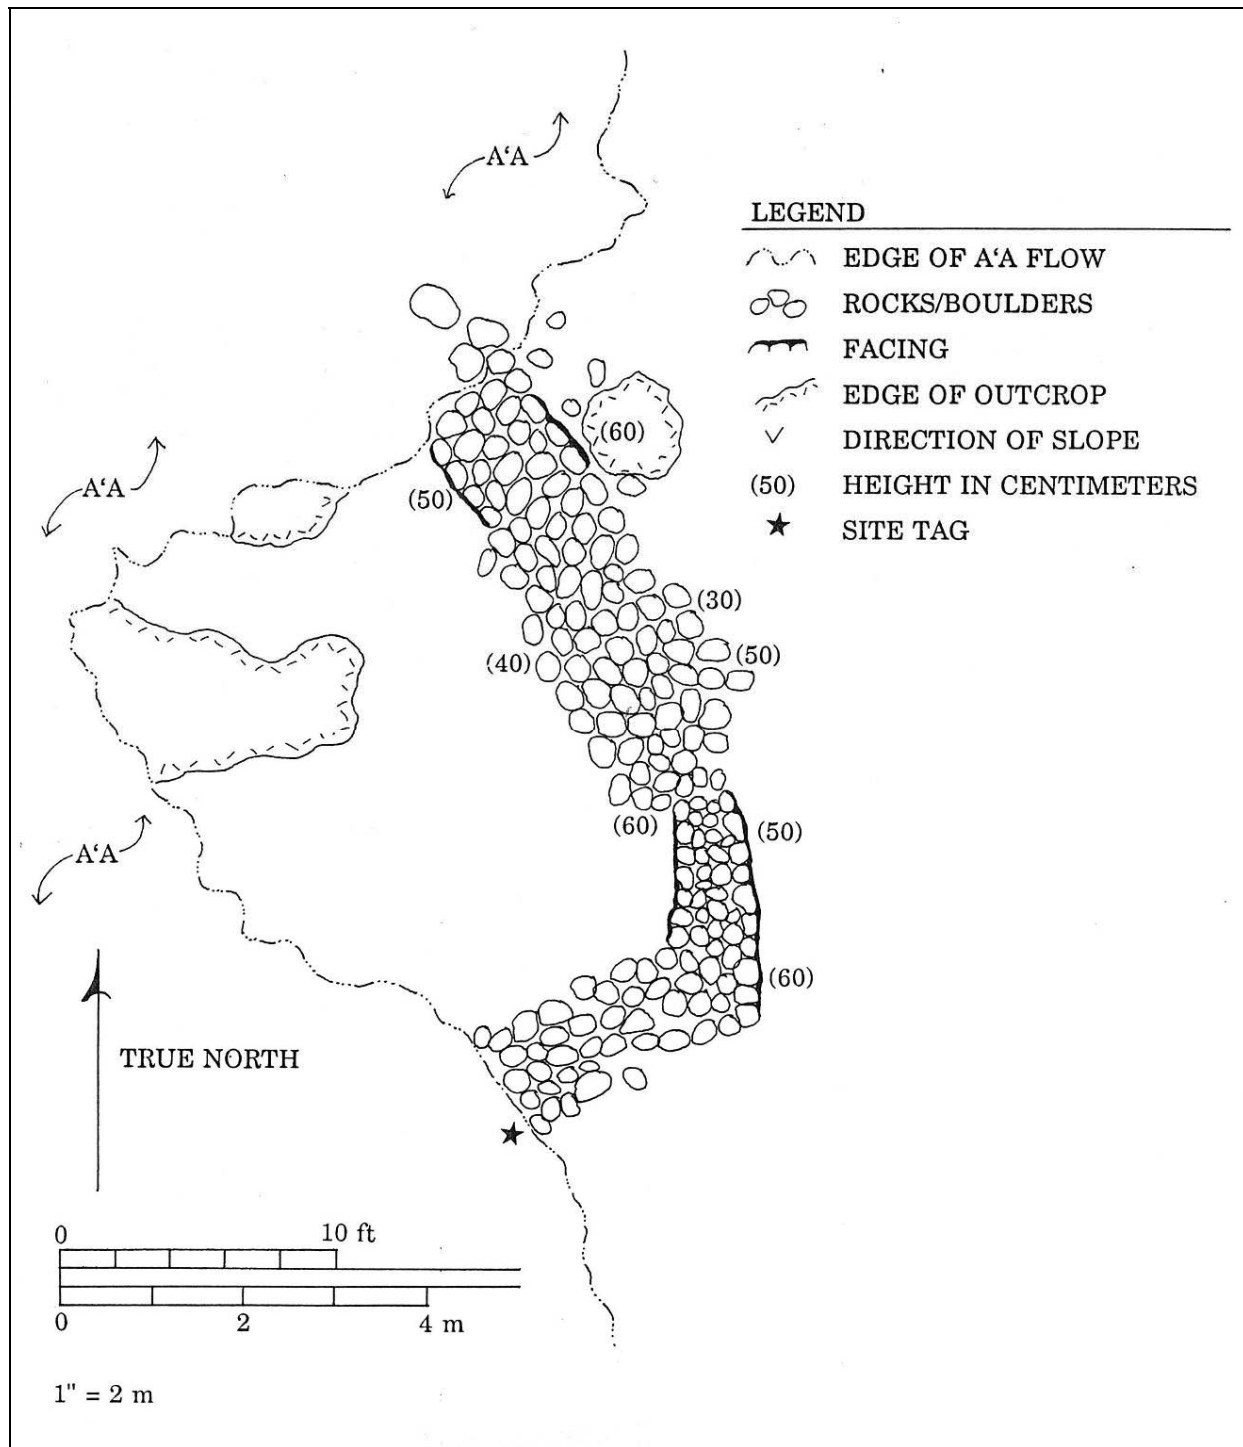 A‘A
LEGEND
EDGE OF A‘A FLOW
ROCKS/BOULDERS
FACING
EDGE OF OUTCROP
DIRECTION OF SLOPE
(50) HEIGHT IN CENTIMETERS
SITE TAG
(60)
A‘A
(50)
(30)
(40)
(50)
(60)
(50)
A‘A
(60)
TRUE NORTH
0 10 ft
0 2 4 m
1" = 2 m